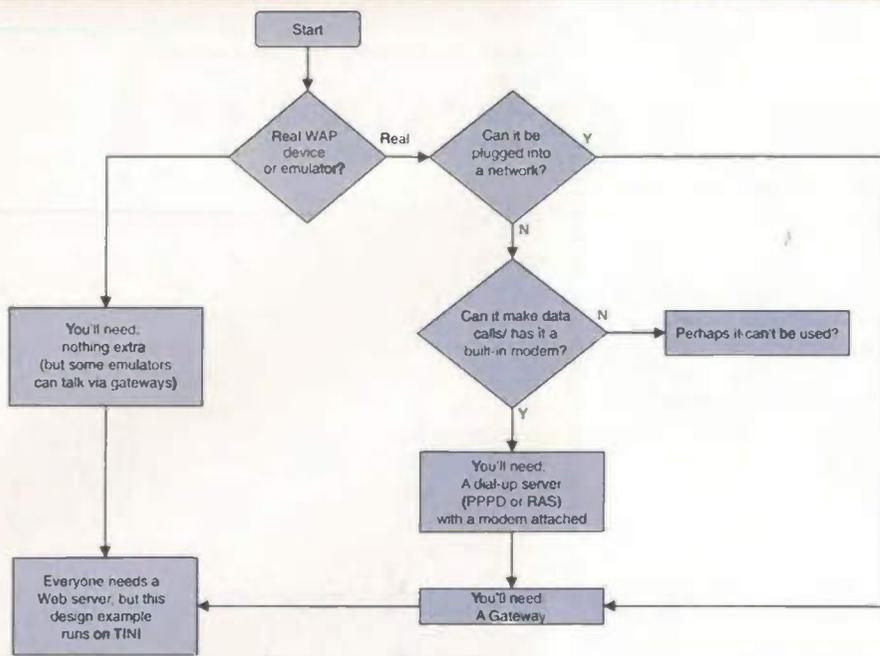 Start
Real WAP
device
or emulator?
Real
Can it be
plugged into
a network?
Y
N
Can it make data
calls/ has it a
built-in modem?
N
Perhaps it can't be used?
Y
You'll need:
nothing extra
(but some emulators
can talk via gateways)
You'll need:
A dial-up server
(PPPD or RAS)
with a modem attached
Everyone needs a
Web server, but this
design example
runs on TINI
You'll need
A Gateway